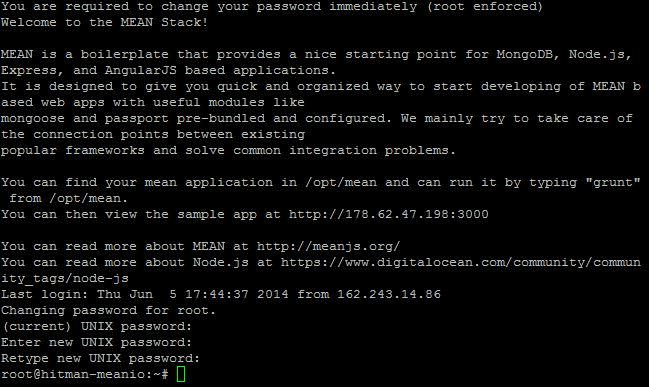 You are required to change your password immediately (root enforced)
Welcome to the MEAN Stack!
MEAN is a boilerplate that provides a nice starting point for MongoDB, Node.js,
Express, and AngularJS based applications.
It is designed to give you quick and organized way to start developing of MEAN b
ased web apps with useful modules like
mongoose and passport pre-bundled and configured. We mainly try to take care of
the connection points between existing
popular frameworks and solve common integration problems.
You can find your mean application in /opt/mean and can run it by typing "grunt"
 from /opt/mean.
You can then view the sample app at http://178.62.47.198:3000
You can read more about MEAN at http://meanjs.org/
You can read more about Node.js at https://www.digitalocean.com/community/commun
ity_tags/node-js
Last login: Thu Jun  5 17:44:37 2014 from 162.243.14.86
Changing password for root.
(current) UNIX password:
Enter new UNIX password:
Retype new UNIX password:
root@hitman-meanio:~#